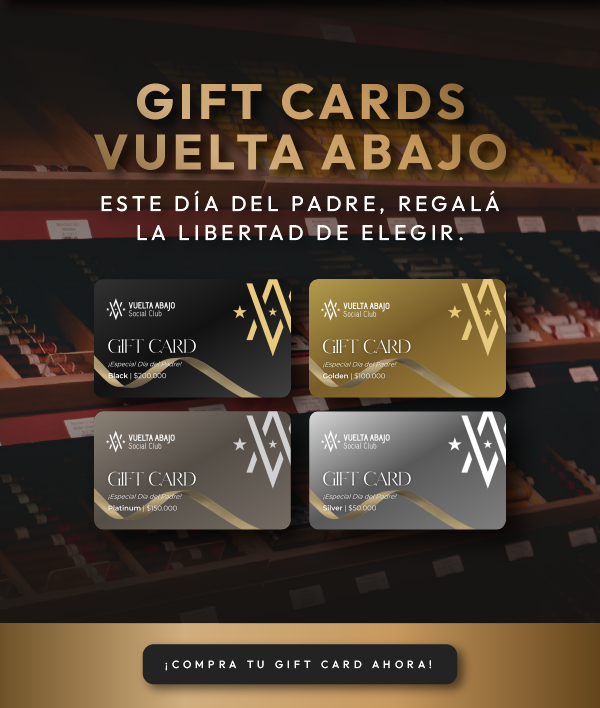 GIFT CARDS
VUELTA ABAJO
ESTE DÍA DEL PADRE, REGALÁ
LA LIBERTAD DE ELEGIR.
VUELTA ABAJO
Social Club
GIFT CARD
¡Especial Día del Padre!
Black | $200.000
VUELTA ABAJO
Social Club
GIFT CARD
¡Especial Día del Padre!
Golden | $100.000
VUELTA ABAJO
Social Club
GIFT CARD
¡Especial Día del Padre!
Platinum | $150.000
VUELTA ABAJO
Social Club
GIFT CARD
¡Especial Día del Padre!
Silver | $50.000
¡COMPRA TU GIFT CARD AHORA!